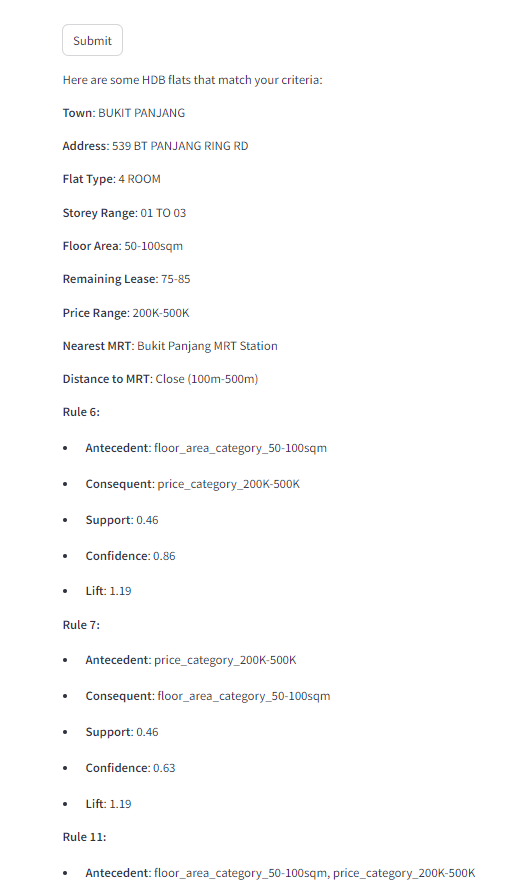 Submit
Here are some HDB flats that match your criteria:
Town: BUKIT PANJANG
Address: 539 BT PANJANG RING RD
Flat Type: 4 ROOM
Storey Range: 01 TO 03
Floor Area: 50-100sqm
Remaining Lease: 75-85
Price Range: 200K-500K
Nearest MRT: Bukit Panjang MRT Station
Distance to MRT: Close (100m-500m)
Rule 6:
• Antecedent: floor_area_category_50-100sqm
• Consequent: price_category_200K-500K
• Support: 0.46
• Confidence: 0.86
• Lift: 1.19
Rule 7:
• Antecedent: price_category_200K-500K
• Consequent: floor_area_category_50-100sqm
• Support: 0.46
• Confidence: 0.63
• Lift: 1.19
Rule 11:
• Antecedent: floor_area_category_50-100sqm, price_category_200K-500K